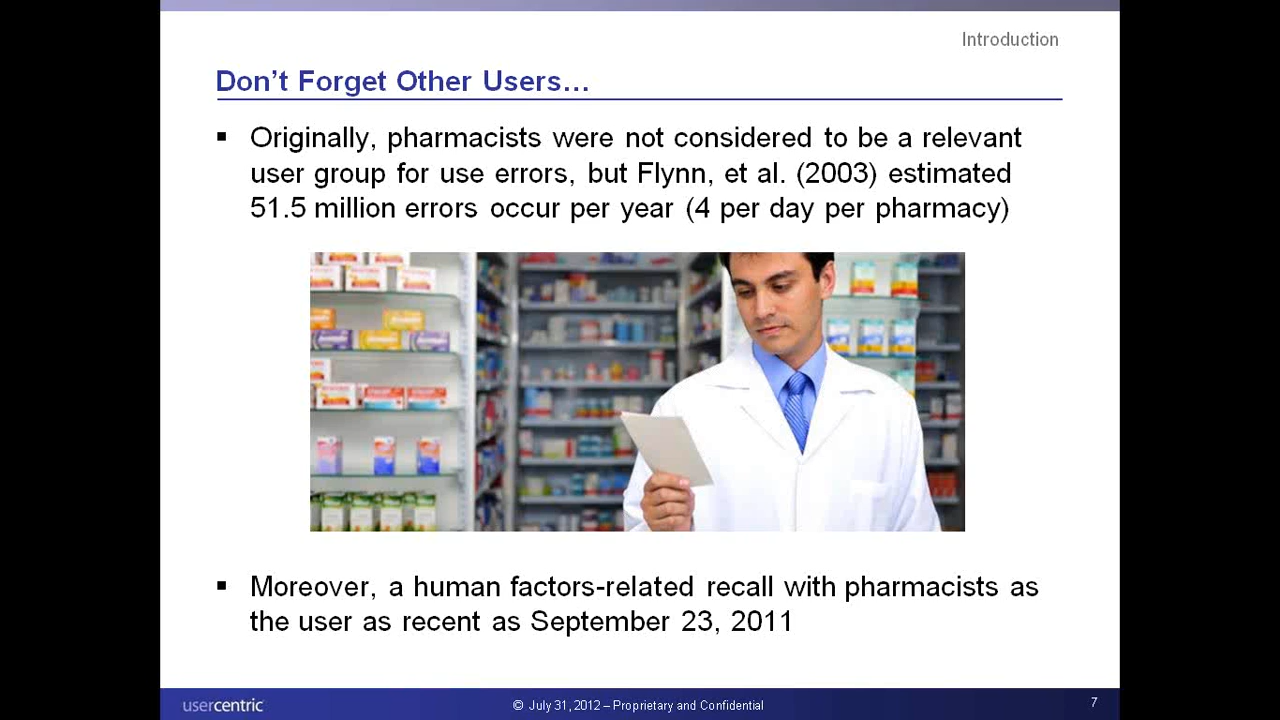 Introduction
Don't Forget Other Users…
▪ Originally, pharmacists were not considered to be a relevant
user group for use errors, but Flynn, et al. (2003) estimated
51.5 million errors occur per year (4 per day per pharmacy)
▪ Moreover, a human factors-related recall with pharmacists as
the user as recent as September 23, 2011
usercentric
© July 31, 2012 – Proprietary and Confidential
7